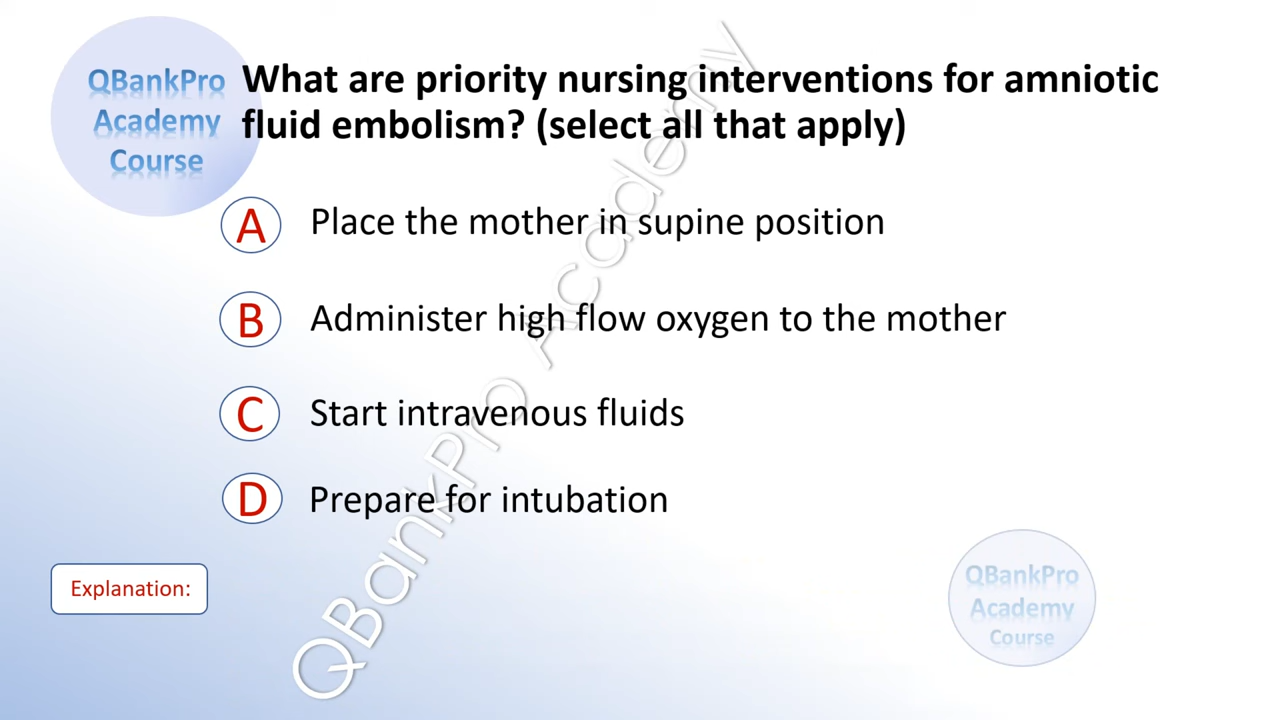 QBankPro
Academy
Course
What are priority nursing interventions for amniotic
fluid embolism? (select all that apply)
A Place the mother in supine position
B Administer high flow oxygen to the mother
C Start intravenous fluids
D Prepare for intubation
Explanation:
QBankPro Academy
QBankPro
Academy
Course